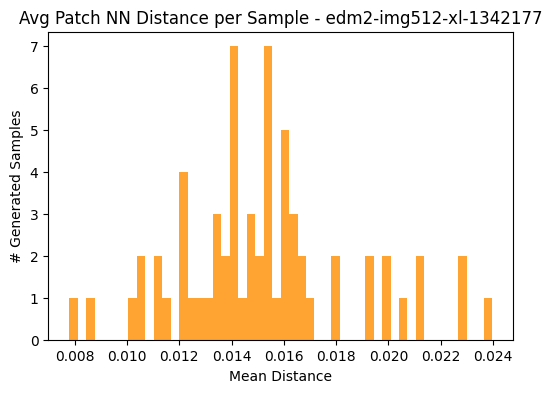 Avg Patch NN Distance per Sample - edm2-img512-xl-1342177
7
6
5
4
3
2
1
0
# Generated Samples
0.008 0.010 0.012 0.014 0.016 0.018 0.020 0.022 0.024
Mean Distance